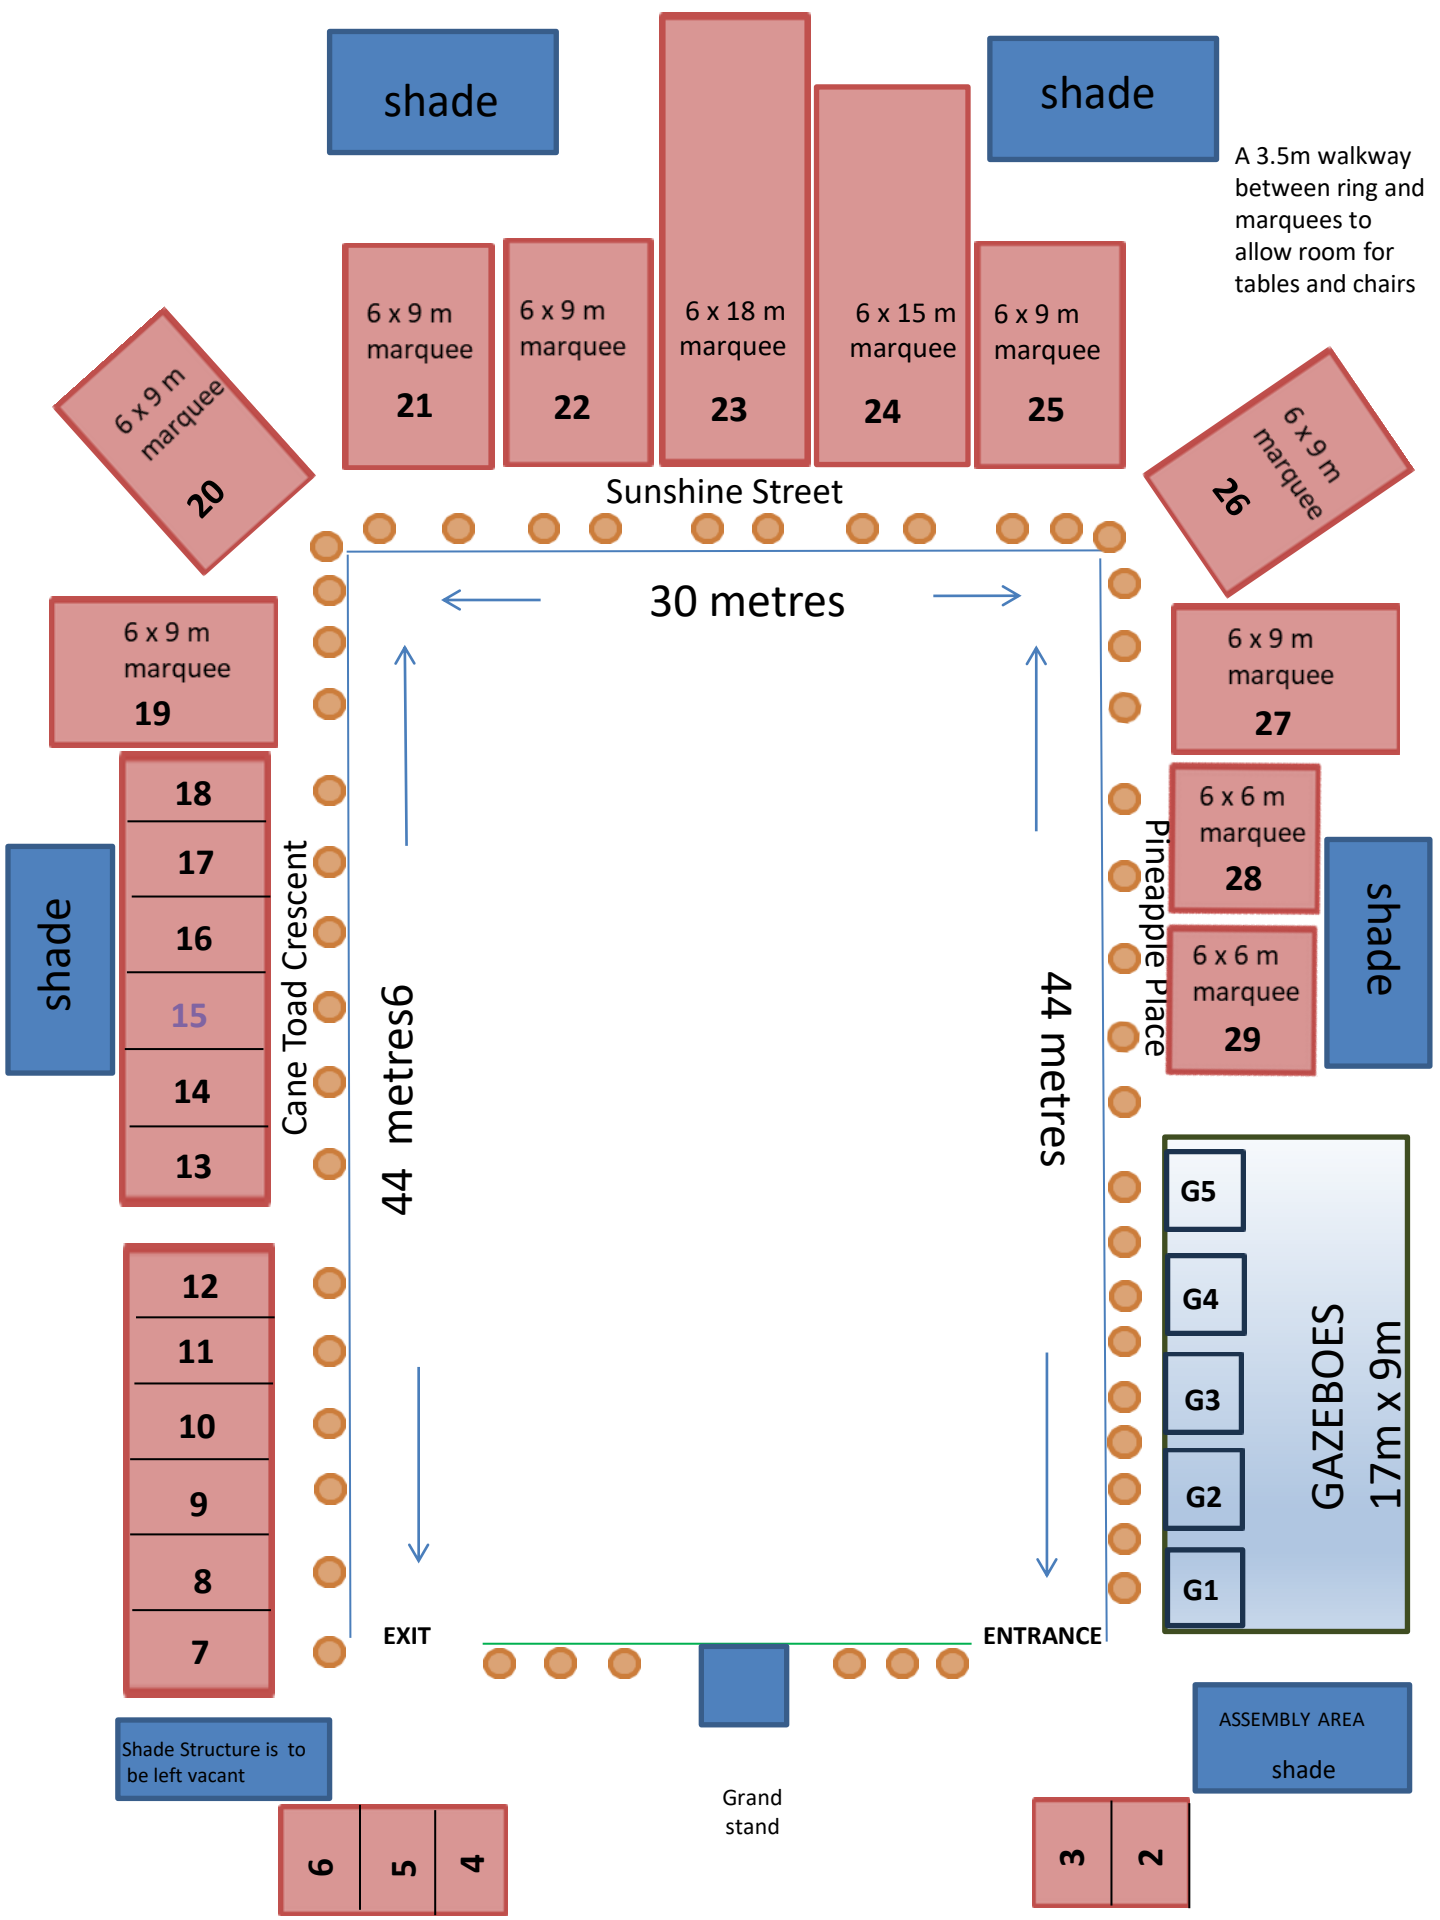 shade
shade
A 3.5m walkway
between ring and
marquees to
allow room for
tables and chairs
6 x 9 m
marquee
21
6 x 9 m
marquee
22
6 x 18 m
marquee
23
6 x 15 m
marquee
24
6 x 9 m
marquee
25
6 x 9 m
marquee
20
6 x 9 m
marquee
26
Sunshine Street
30 metres
6 x 9 m
marquee
19
6 x 9 m
marquee
27
18
17
16
15
14
13
shade
Cane Toad Crescent
44 metres6
44 metres
Pineapple Place
6 x 6 m
marquee
28
6 x 6 m
marquee
29
shade
12
11
10
9
8
7
G5
G4
G3
G2
G1
GAZEBOES
17m x 9m
EXIT
ENTRANCE
Shade Structure is to
be left vacant
ASSEMBLY AREA
shade
Grand
stand
6
5
4
3
2